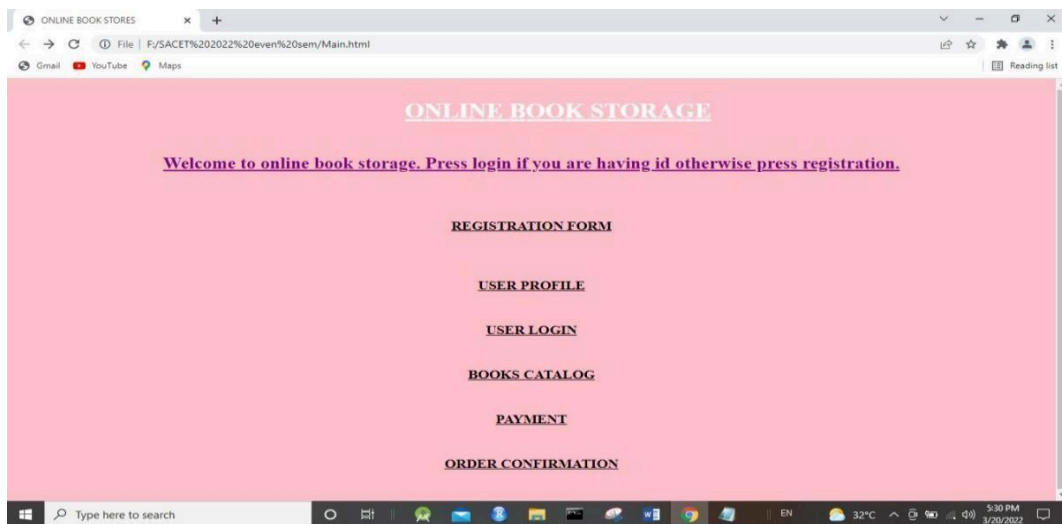 ONLINE BOOK STORES
File | F:/SACET%202022%20even%20sem/Main.html
Gmail YouTube Maps Reading list
ONLINE BOOK STORAGE
Welcome to online book storage. Press login if you are having id otherwise press registration.
REGISTRATION FORM
USER PROFILE
USER LOGIN
BOOKS CATALOG
PAYMENT
ORDER CONFIRMATION
Type here to search EN 32°C 5:30 PM
3/20/2022